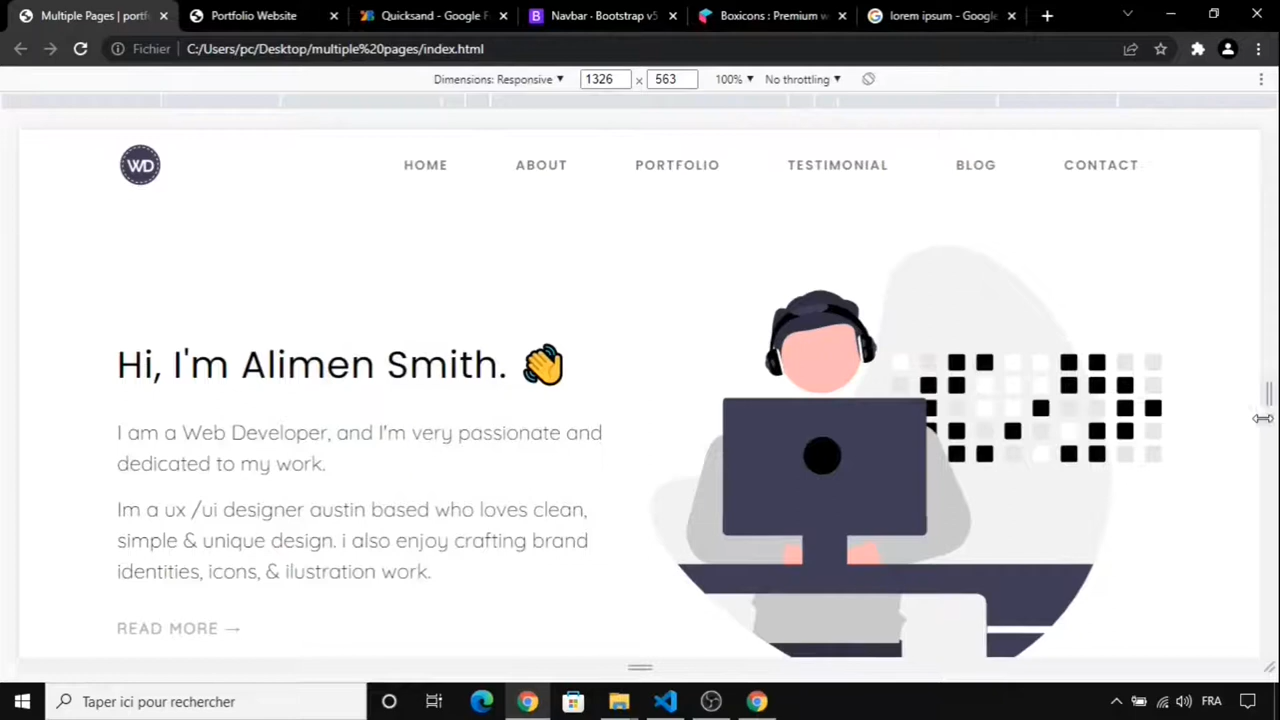 Multiple Pages | portf
Portfolio Website
Quicksand - Google F
Navbar · Bootstrap v5
Boxicons : Premium w
lorem ipsum - Google
Fichier
C:/Users/pc/Desktop/multiple%20pages/index.html
Dimensions: Responsive
1326 × 563
100%
No throttling
WD
HOME
ABOUT
PORTFOLIO
TESTIMONIAL
BLOG
CONTACT
Hi, I'm Alimen Smith. 👋
I am a Web Developer, and I'm very passionate and
dedicated to my work.
Im a ux /ui designer austin based who loves clean,
simple & unique design. i also enjoy crafting brand
identities, icons, & ilustration work.
READ MORE →
Taper ici pour rechercher
FRA